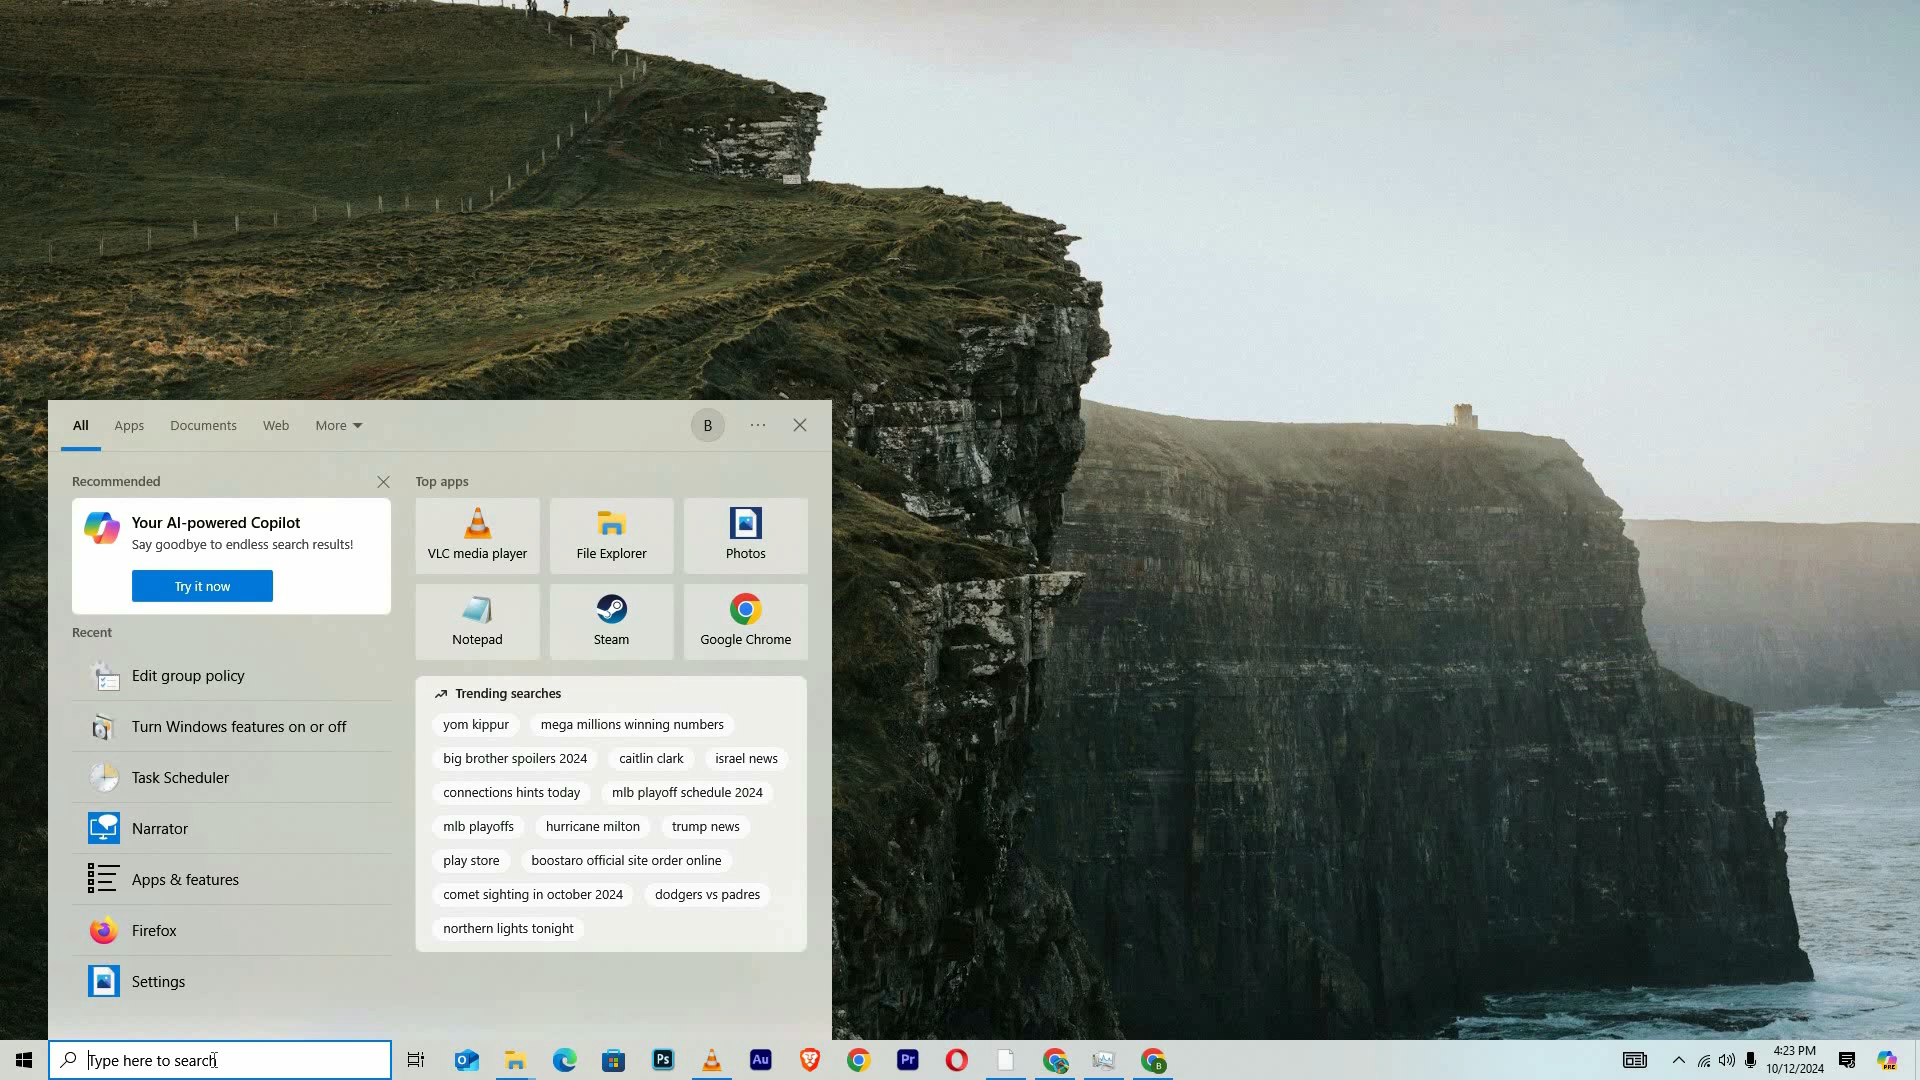 All Apps Documents Web More B
Recommended
Your AI-powered Copilot
Say goodbye to endless search results!
Try it now
Recent
Edit group policy
Turn Windows features on or off
Task Scheduler
Narrator
Apps & features
Firefox
Settings
Top apps
VLC media player File Explorer Photos
Notepad Steam Google Chrome
Trending searches
yom kippur mega millions winning numbers
big brother spoilers 2024 caitlin clark israel news
connections hints today mlb playoff schedule 2024
mlb playoffs hurricane milton trump news
play store boostaro official site order online
comet sighting in october 2024 dodgers vs padres
northern lights tonight
Type here to search
Ps Au Pr B
4:23 PM
10/12/2024
PRE